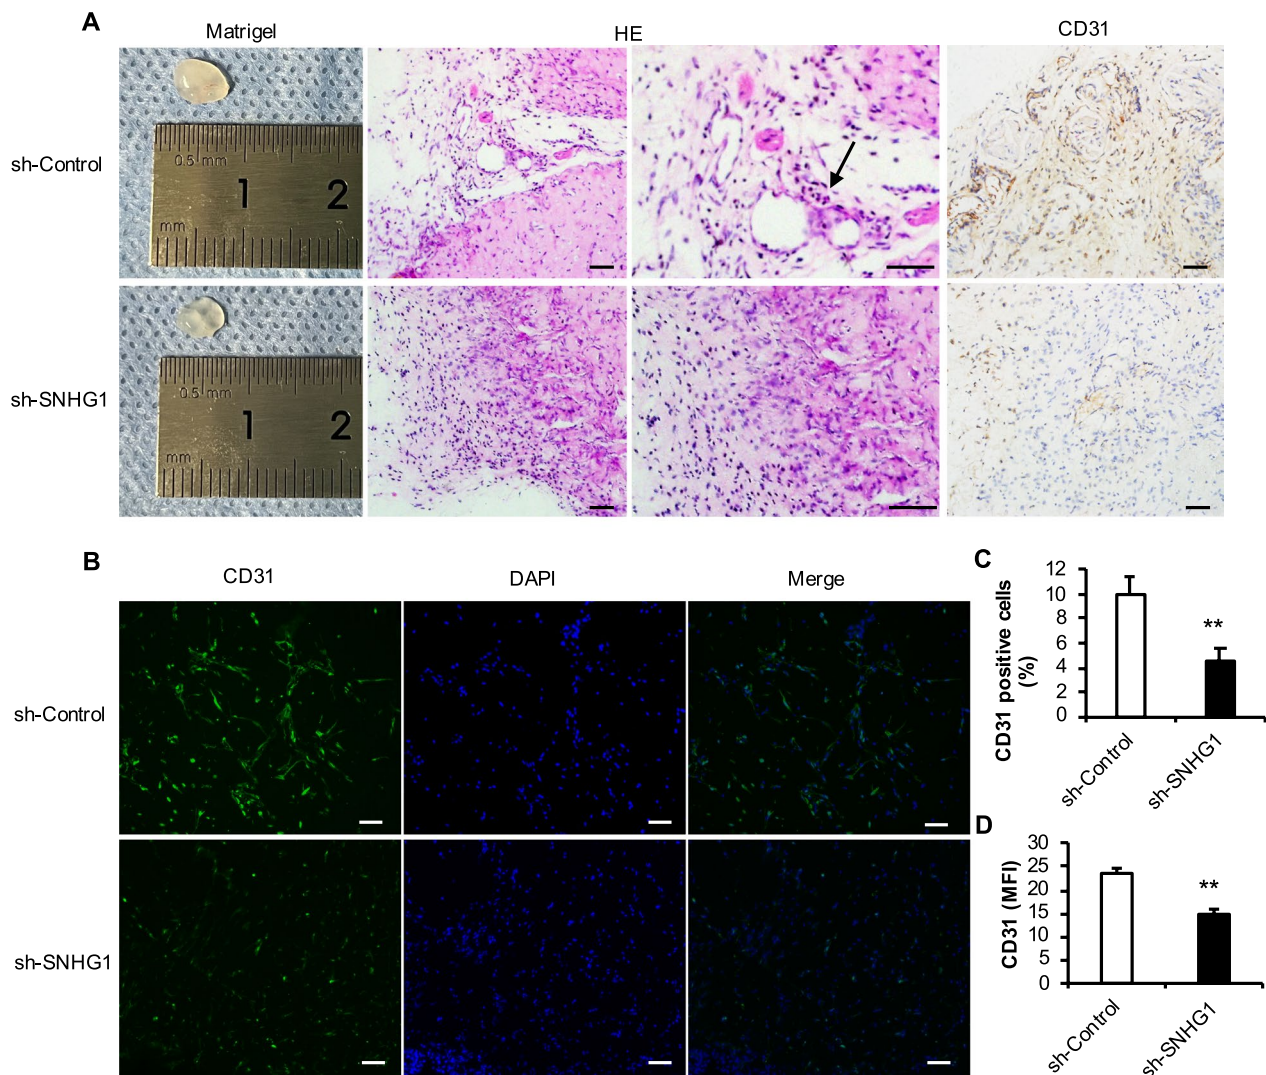 A
Matrigel
HE
CD31
sh-Control
0.5 mm
1 2
mm
sh-SNHG1
0.5 mm
1 2
mm
B
CD31
DAPI
Merge
sh-Control
sh-SNHG1
C
CD31 positive cells
(%)
12
10
8
6
4
2
0
**
sh-Control
sh-SNHG1
D
CD31 (MFI)
30
25
20
15
10
5
0
**
sh-Control
sh-SNHG1